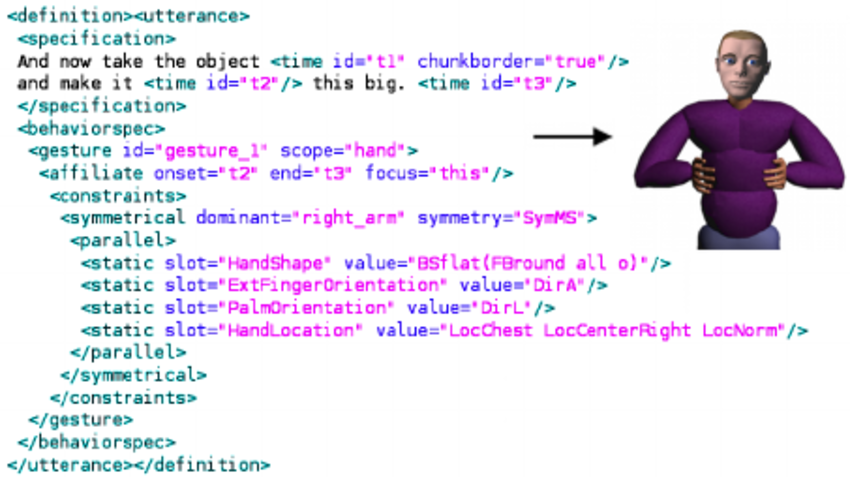 <definition><utterance>
<specification>
And now take the object <time id="t1" chunkborder="true"/>
and make it <time id="t2"/> this big. <time id="t3"/>
</specification>
<behaviorspec>
<gesture id="gesture_1" scope="hand">
<affiliate onset="t2" end="t3" focus="this"/>
<constraints>
<symmetrical dominant="right_arm" symmetry="SymMS">
<parallel>
<static slot="HandShape" value="BSflat(FBround all o)"/>
<static slot="ExtFingerOrientation" value="DirA"/>
<static slot="PalmOrientation" value="DirL"/>
<static slot="HandLocation" value="LocChest LocCenterRight LocNorm"/>
</parallel>
</symmetrical>
</constraints>
</gesture>
</behaviorspec>
</utterance></definition>